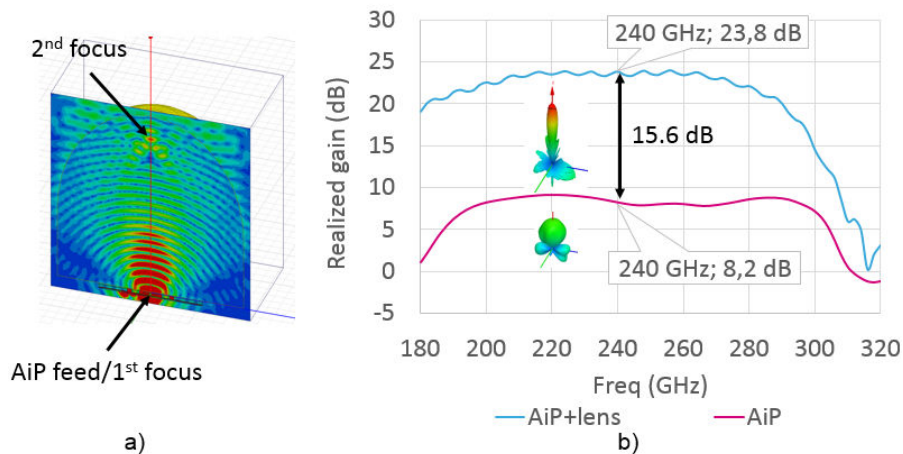 2nd focus
AiP feed/1st focus
a)
Realized gain (dB)
30
25
20
15
10
5
0
-5
240 GHz; 23,8 dB
15.6 dB
240 GHz; 8,2 dB
180 200 220 240 260 280 300 320
Freq (GHz)
AiP+lens AiP
b)